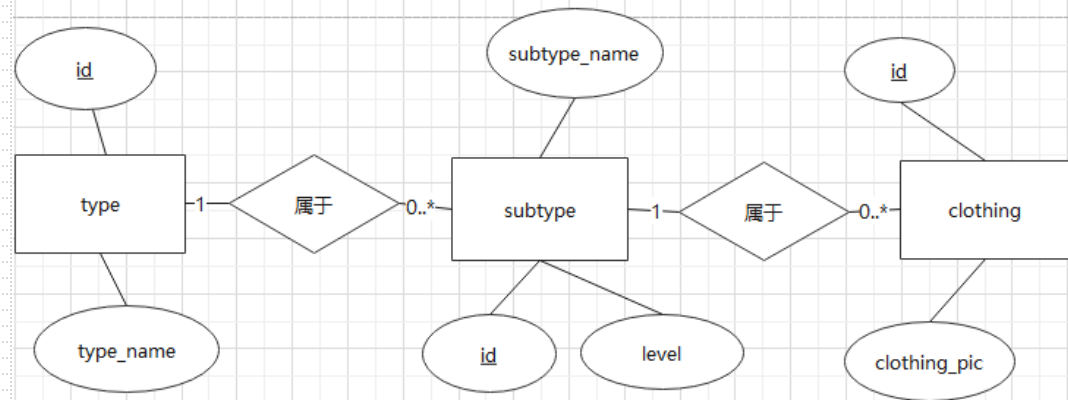 subtype_name
id
id
type
1
属于
0..*
subtype
1
属于
0..*
clothing
type_name
id
level
clothing_pic